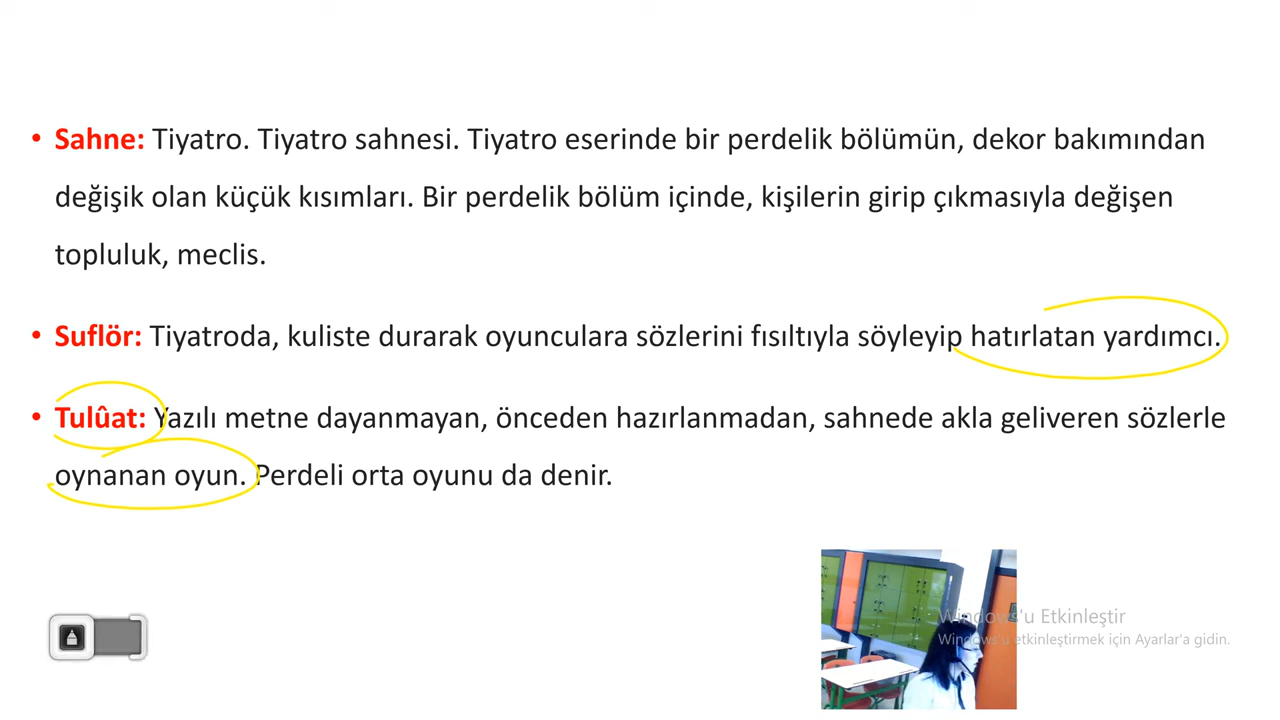 • Sahne: Tiyatro. Tiyatro sahnesi. Tiyatro eserinde bir perdelik bölümün, dekor bakımından
değişik olan küçük kısımları. Bir perdelik bölüm içinde, kişilerin girip çıkmasıyla değişen
topluluk, meclis.
• Suflör: Tiyatroda, kuliste durarak oyunculara sözlerini fısıltıyla söyleyip hatırlatan yardımcı.
• Tulûat: Yazılı metne dayanmayan, önceden hazırlanmadan, sahnede akla geliveren sözlerle
oynanan oyun. Perdeli orta oyunu da denir.
Windows'u Etkinleştir
Windows'u etkinleştirmek için Ayarlar'a gidin.